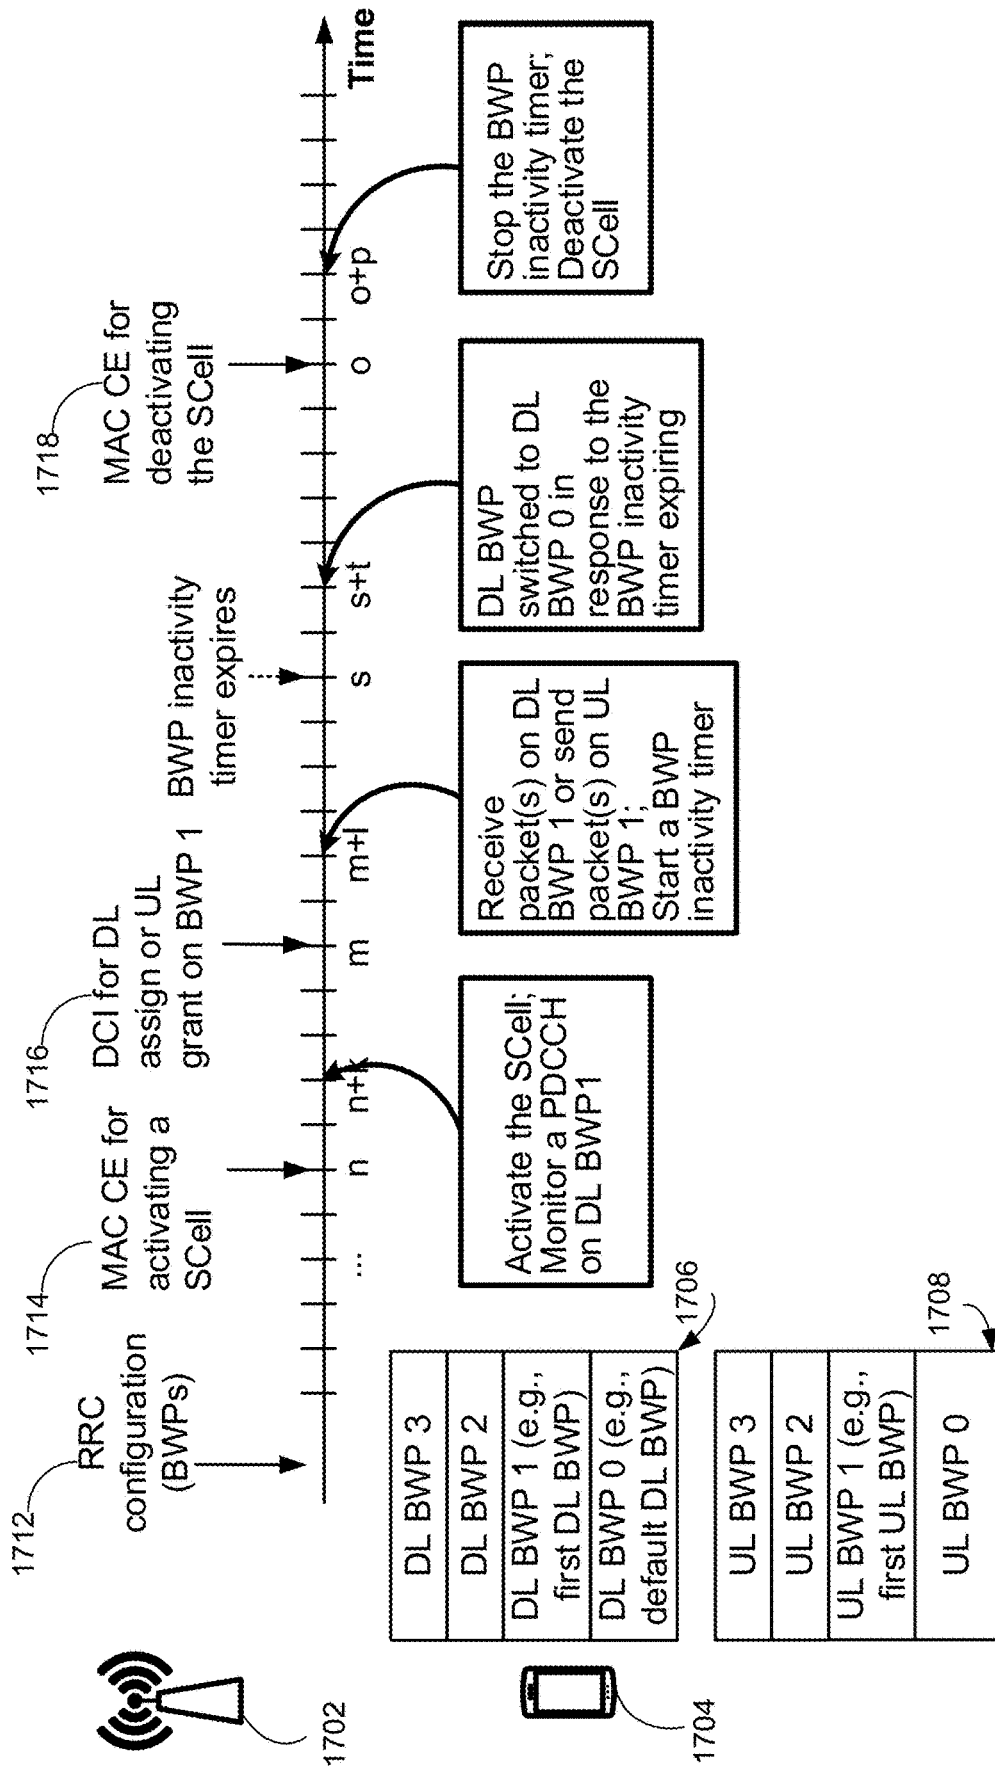 1712
RRC
configuration
(BWPs)
1714
MAC CE for
activating a
SCell
1716
DCI for DL
assign or UL
grant on BWP 1
BWP inactivity
timer expires
1718
MAC CE for
deactivating
the SCell
...
n
n+k
m
m+l
s
s+t
o
o+p
Time
1702
1704
DL BWP 3
DL BWP 2
DL BWP 1 (e.g.,
first DL BWP)
DL BWP 0 (e.g.,
default DL BWP)
1706
UL BWP 3
UL BWP 2
UL BWP 1 (e.g.,
first UL BWP)
UL BWP 0
1708
Activate the SCell;
Monitor a PDCCH
on DL BWP1
Receive
packet(s) on DL
BWP 1 or send
packet(s) on UL
BWP 1;
Start a BWP
inactivity timer
DL BWP
switched to DL
BWP 0 in
response to the
BWP inactivity
timer expiring
Stop the BWP
inactivity timer;
Deactivate the
SCell